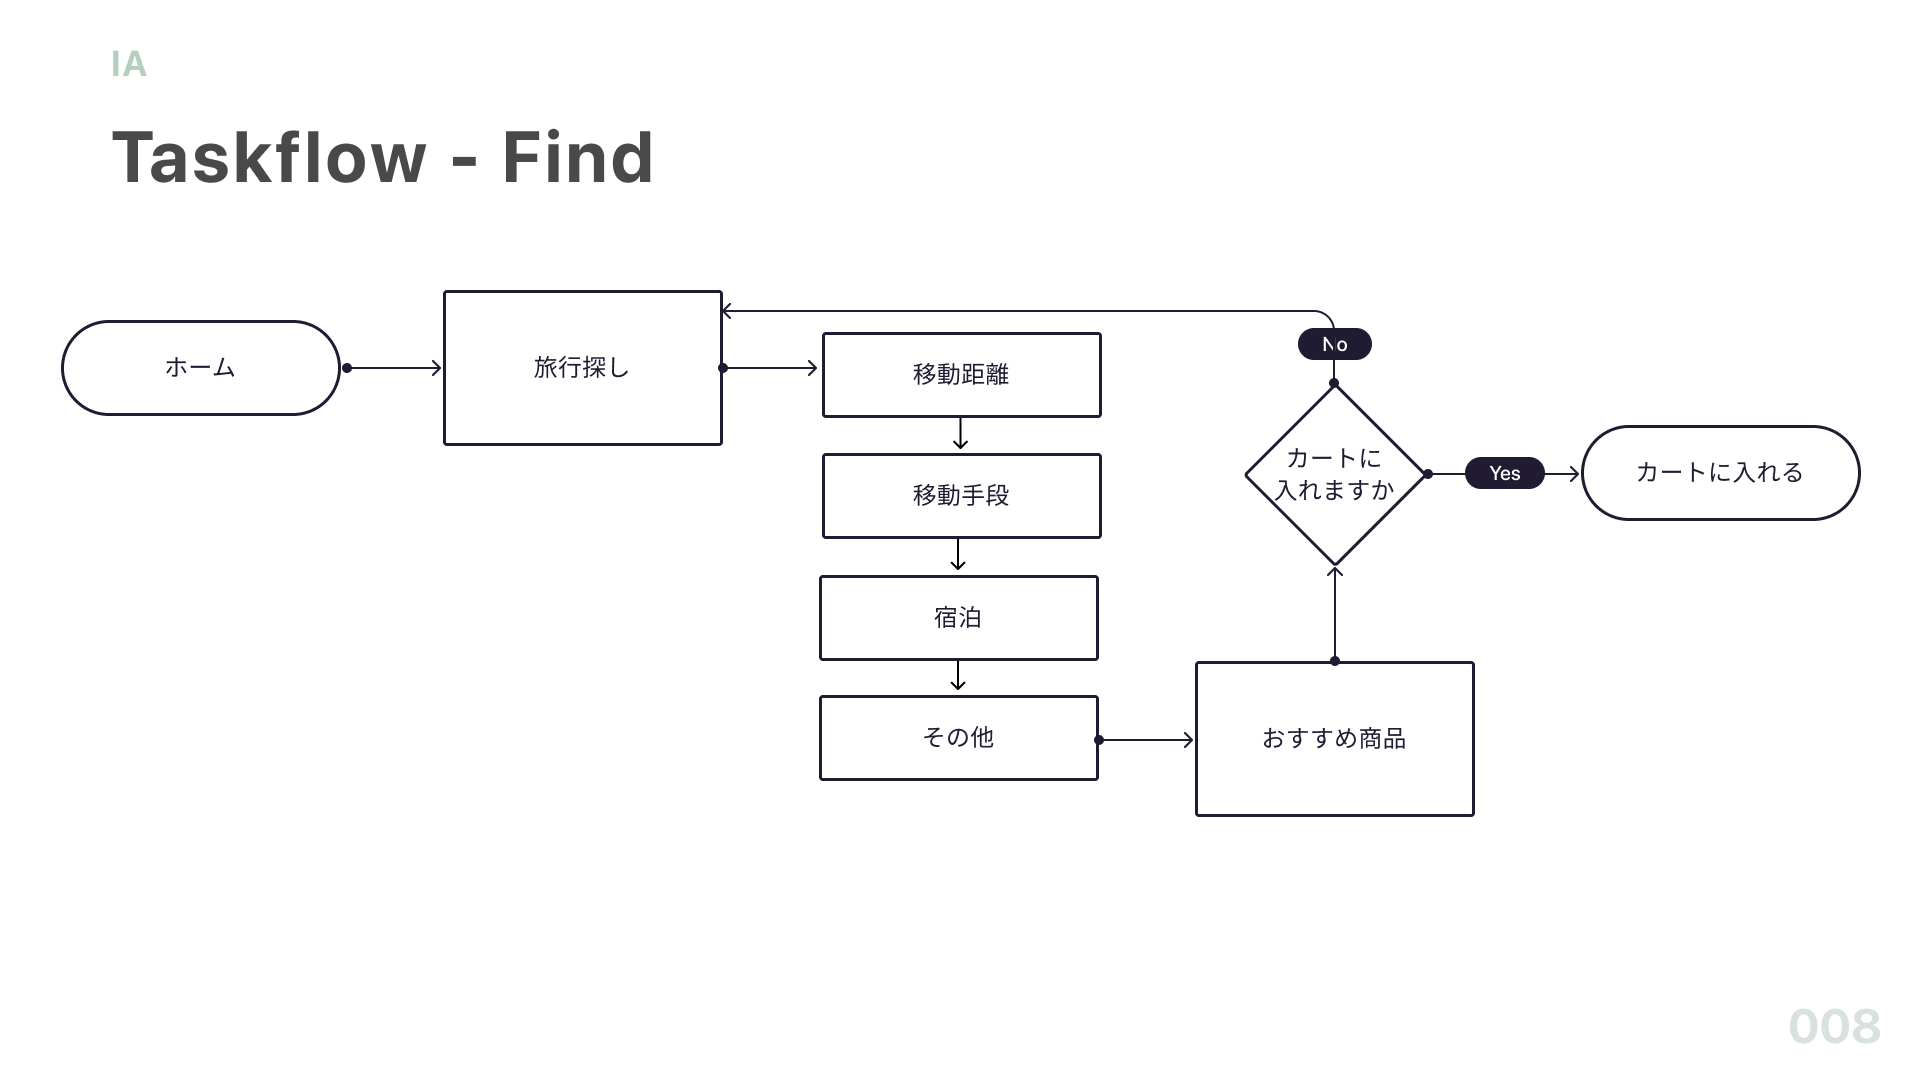 IA
Taskflow - Find
ホーム
旅行探し
移動距離
移動手段
宿泊
その他
おすすめ商品
No
カートに
入れますか
Yes
カートに入れる
008